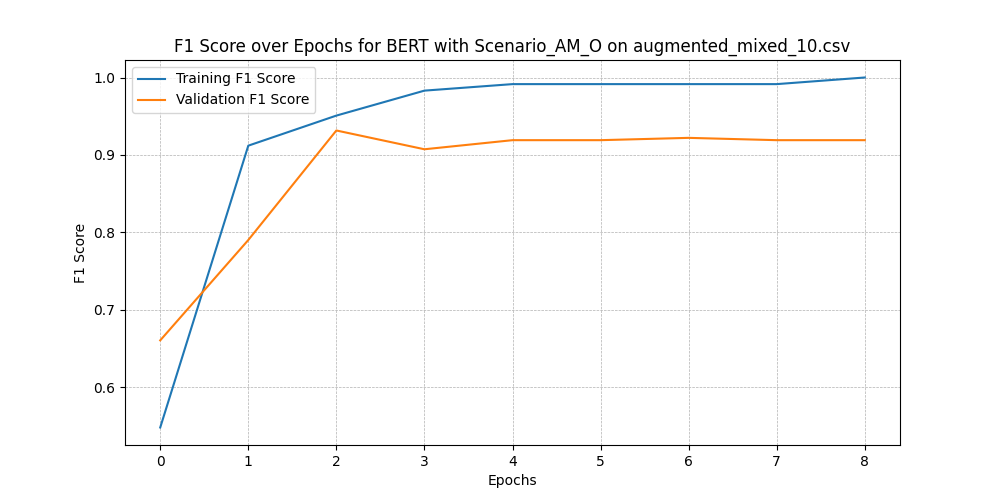 F1 Score over Epochs for BERT with Scenario_AM_O on augmented_mixed_10.csv
Training F1 Score
Validation F1 Score
1.0
0.9
0.8
0.7
0.6
F1 Score
0 1 2 3 4 5 6 7 8
Epochs